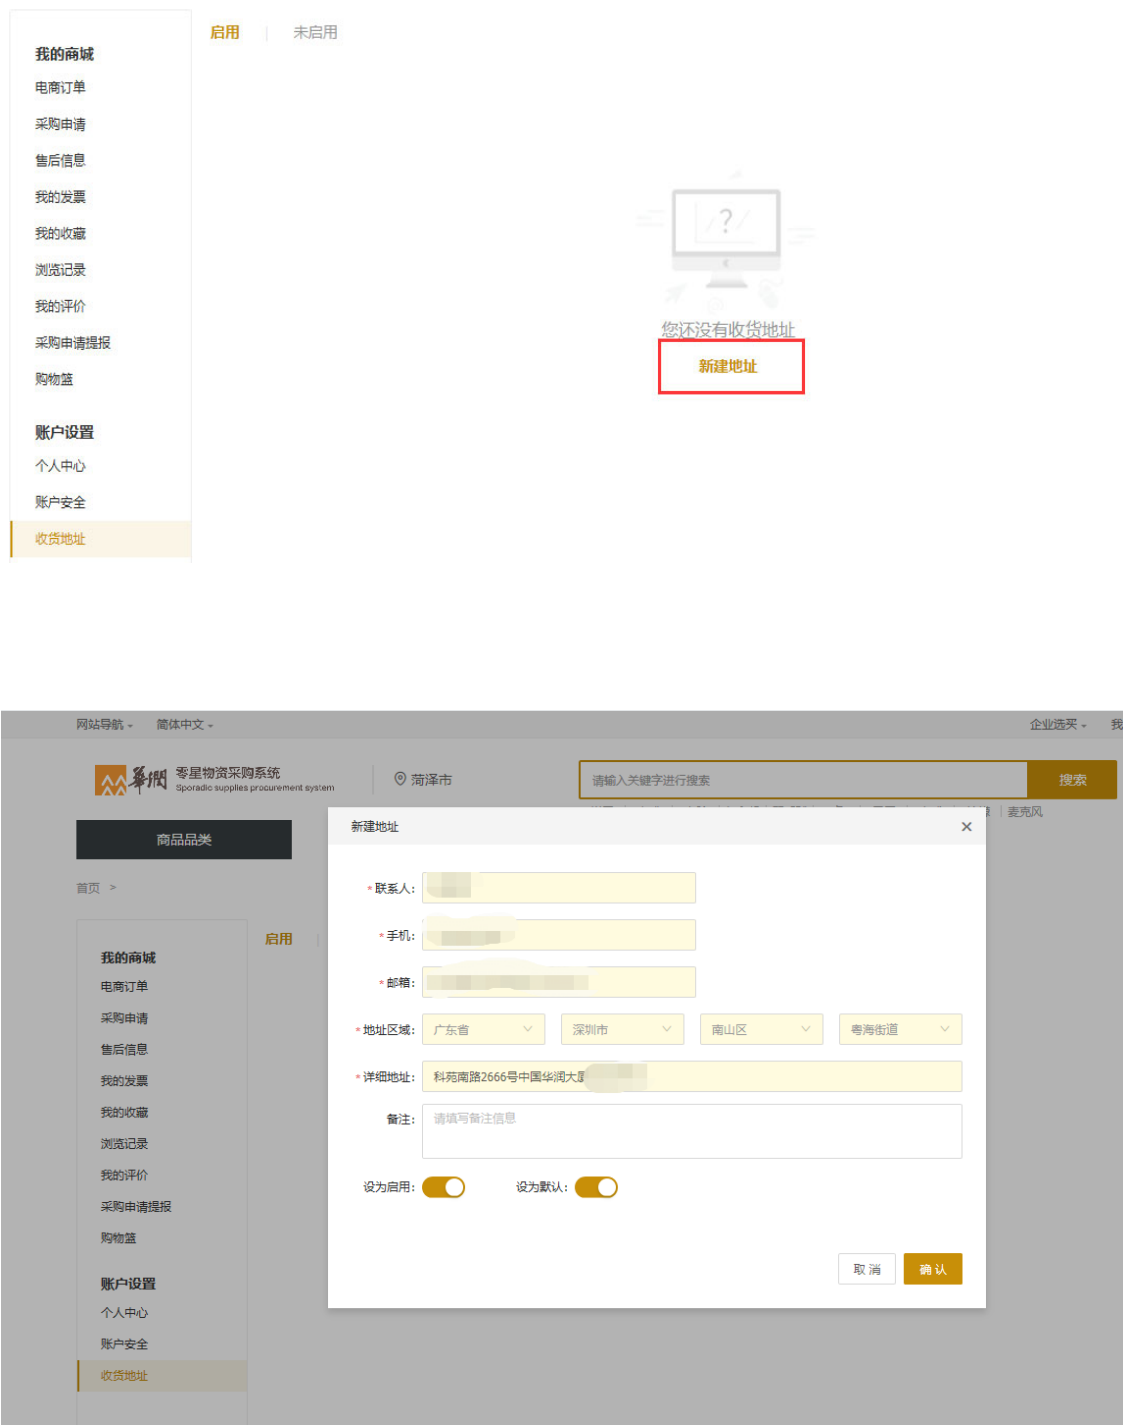 启用 未启用
我的商城
电商订单
采购申请
售后信息
我的发票
我的收藏
浏览记录
我的评价
采购申请提报
购物篮
账户设置
个人中心
账户安全
收货地址
?
您还没有收货地址
新建地址
网站导航 简体中文 企业选买 我
華潤 零星物资采购系统
Sporadic supplies procurement system
菏泽市
请输入关键字进行搜索 搜索
麦克风
商品品类
首页 >
启用
我的商城
电商订单
采购申请
售后信息
我的发票
我的收藏
浏览记录
我的评价
采购申请提报
购物篮
账户设置
个人中心
账户安全
收货地址
新建地址 ×
*联系人:
*手机:
*邮箱:
*地址区域: 广东省 深圳市 南山区 粤海街道
*详细地址: 科苑南路2666号中国华润大厦
备注: 请填写备注信息
设为启用: 设为默认:
取消 确认